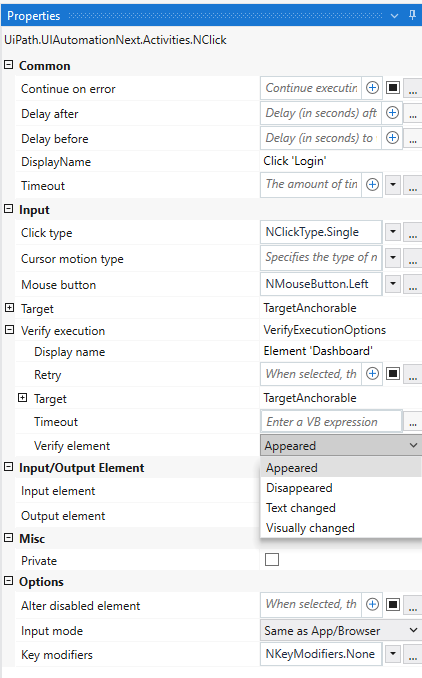 Properties
UiPath.UIAutomationNext.Activities.NClick
Common
Continue on error Continue executin ...
Delay after Delay (in seconds) aft ...
Delay before Delay (in seconds) to ...
DisplayName Click 'Login'
Timeout The amount of tin ...
Input
Click type NClickType.Single ...
Cursor motion type Specifies the type of n ...
Mouse button NMouseButton.Left ...
Target TargetAnchorable
Verify execution VerifyExecutionOptions
Display name Element 'Dashboard'
Retry When selected, th ...
Target TargetAnchorable
Timeout Enter a VB expression ...
Verify element Appeared
Appeared
Disappeared
Text changed
Visually changed
Input/Output Element
Input element
Output element
Misc
Private
Options
Alter disabled element When selected, th ...
Input mode Same as App/Browser
Key modifiers NKeyModifiers.None ...